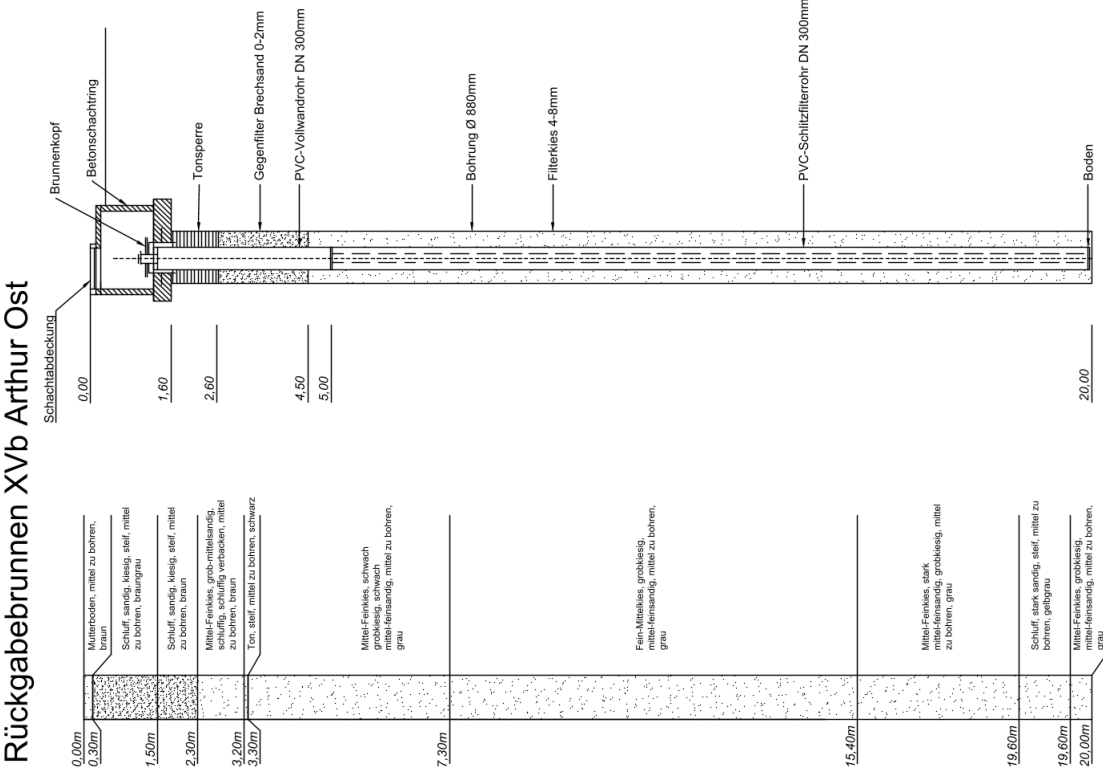 Rückgabebrunnen XVb Arthur Ost
0,00m
0,30m
1,50m
2,30m
3,20m
3,30m
7,30m
15,40m
19,60m
19,60m
20,00m
Mutterboden, mittel zu bohren,
braun
Schluff, sandig, kiesig, steif, mittel
zu bohren, braungrau
Schluff, sandig, kiesig, steif, mittel
zu bohren, braun
Mittel-Feinkies, grob-mittelsandig,
schluffig, schluffig verbacken, mittel
zu bohren, braun
Ton, steif, mittel zu bohren, schwarz
Mittel-Feinkies, schwach
grobkiesig, schwach
mittel-feinsandig, mittel zu bohren,
grau
Fein-Mittelkies, grobkiesig,
mittel-feinsandig, mittel zu bohren,
grau
Mittel-Feinkies, stark
mittel-feinsandig, grobkiesig, mittel
zu bohren, grau
Schluff, stark sandig, steif, mittel zu
bohren, gelbgrau
Mittel-Feinkies, grobkiesig,
mittel-feinsandig, mittel zu bohren,
grau
Schachtabdeckung
0,00
1,60
2,60
4,50
5,00
20,00
Brunnenkopf
Betonschachtring
Tonsperre
Gegenfilter Brechsand 0-2mm
PVC-Vollwandrohr DN 300mm
Bohrung Ø 880mm
Filterkies 4-8mm
PVC-Schlitzfilterrohr DN 300mm
Boden